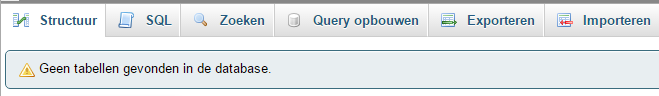 Structuur SQL Zoeken Query opbouwen Exporteren Importeren
Geen tabellen gevonden in de database.